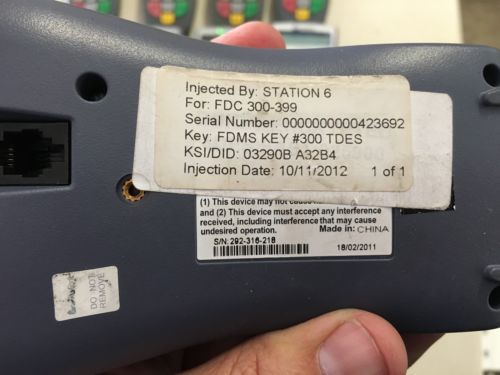 Injected By: STATION 6
For: FDC 300-399
Serial Number: 0000000000423692
Key: FDMS KEY #300 TDES
KSI/DID: 03290B A32B4
Injection Date: 10/11/2012 1 of 1
(1) This device may not cause
and (2) This device must accept any interference
received, including interference that may cause
undesired operation. Made in: CHINA
S/N: 292-316-218 18/02/2011
DO NOT
REMOVE